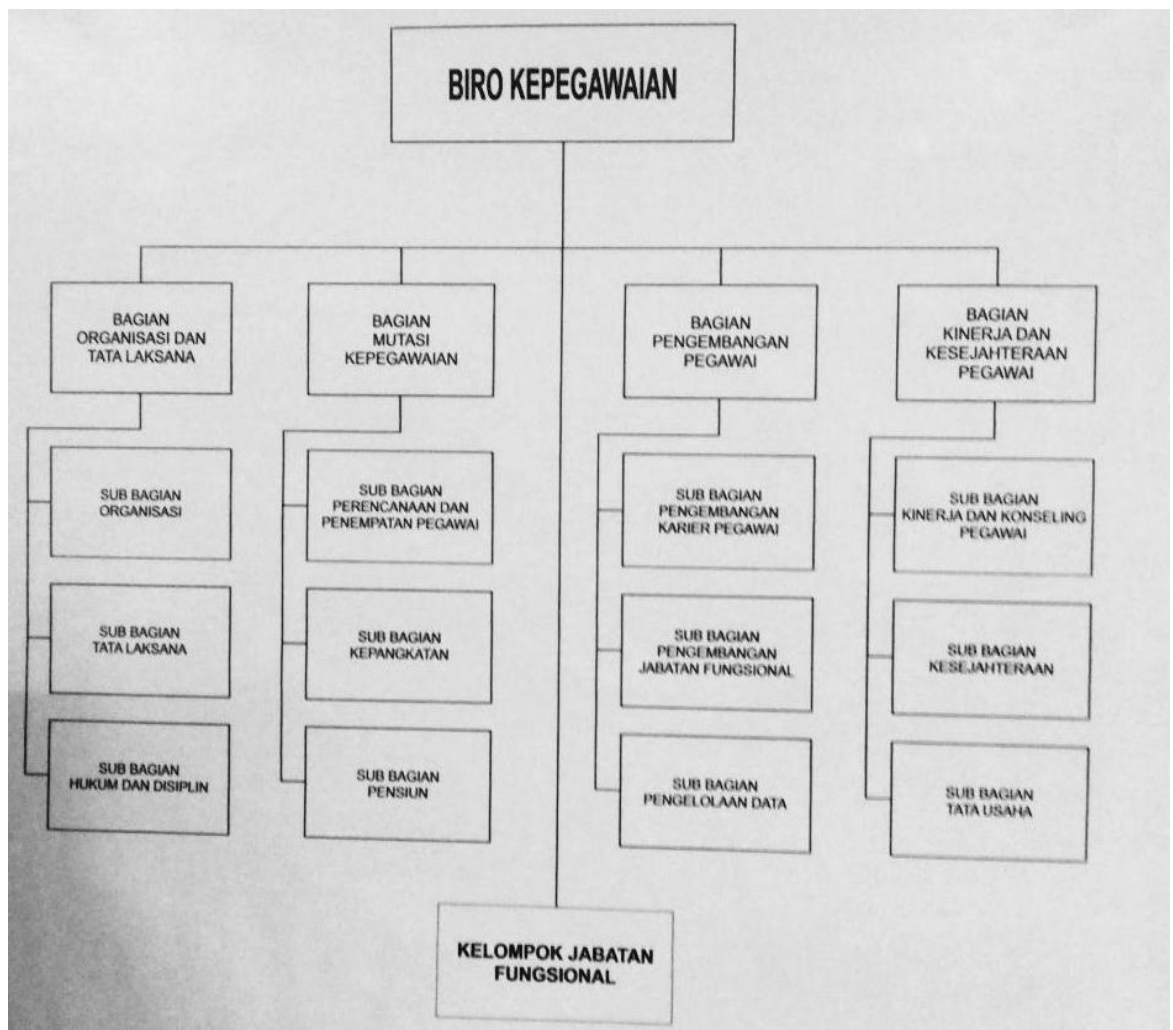 BIRO KEPEGAWAIAN
BAGIAN
ORGANISASI DAN
TATA LAKSANA
BAGIAN
MUTASI
KEPEGAWAIAN
BAGIAN
PENGEMBANGAN
PEGAWAI
BAGIAN
KINERJA DAN
KESEJAHTERAAN
PEGAWAI
SUB BAGIAN
ORGANISASI
SUB BAGIAN
PERENCANAAN DAN
PENEMPATAN PEGAWAI
SUB BAGIAN
PENGEMBANGAN
KARIER PEGAWAI
SUB BAGIAN
KINERJA DAN KONSELING
PEGAWAI
SUB BAGIAN
TATA LAKSANA
SUB BAGIAN
KEPANGKATAN
SUB BAGIAN
PENGEMBANGAN
JABATAN FUNGSIONAL
SUB BAGIAN
KESEJAHTERAAN
SUB BAGIAN
HUKUM DAN DISIPLIN
SUB BAGIAN
PENSIUN
SUB BAGIAN
PENGELOLAAN DATA
SUB BAGIAN
TATA USAHA
KELOMPOK JABATAN
FUNGSIONAL